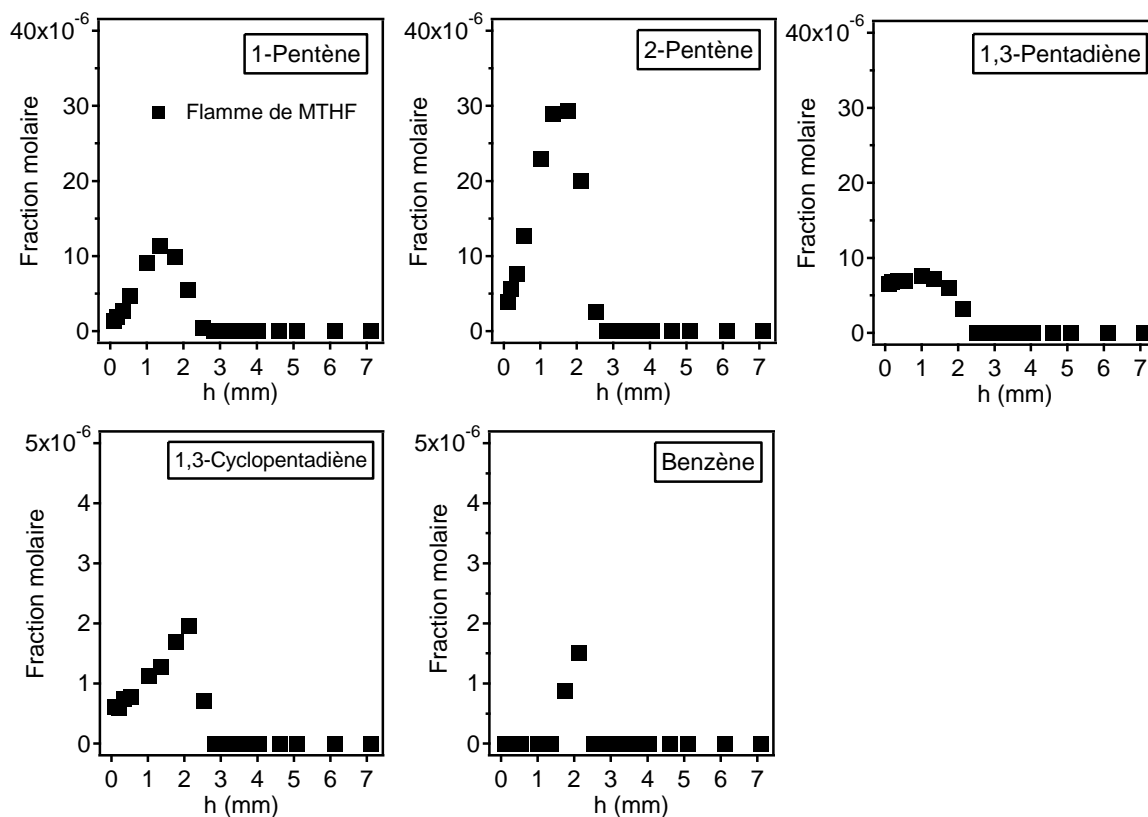 40x10-6
30
20
10
0
Fraction molaire
1-Pentène
Flamme de MTHF
0 1 2 3 4 5 6 7
h (mm)
40x10-6
30
20
10
0
Fraction molaire
2-Pentène
0 1 2 3 4 5 6 7
h (mm)
40x10-6
30
20
10
0
Fraction molaire
1,3-Pentadiène
0 1 2 3 4 5 6 7
h (mm)
5x10-6
4
3
2
1
0
Fraction molaire
1,3-Cyclopentadiène
0 1 2 3 4 5 6 7
h (mm)
5x10-6
4
3
2
1
0
Fraction molaire
Benzène
0 1 2 3 4 5 6 7
h (mm)